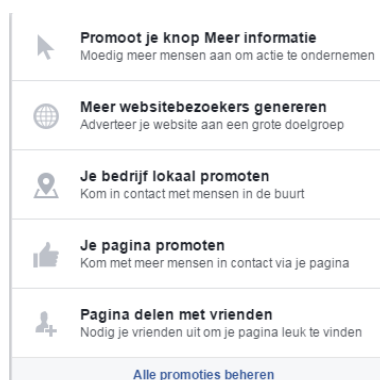 Promoot je knop Meer informatie
Moedig meer mensen aan om actie te ondernemen
Meer websitebezoekers genereren
Adverteer je website aan een grote doelgroep
Je bedrijf lokaal promoten
Kom in contact met mensen in de buurt
Je pagina promoten
Kom met meer mensen in contact via je pagina
Pagina delen met vrienden
Nodig je vrienden uit om je pagina leuk te vinden
Alle promoties beheren